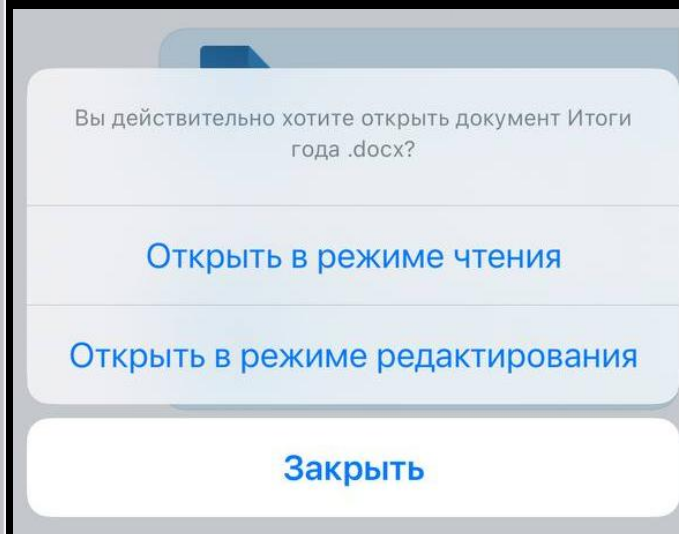 Вы действительно хотите открыть документ Итоги
года .docx?
Открыть в режиме чтения
Открыть в режиме редактирования
Закрыть